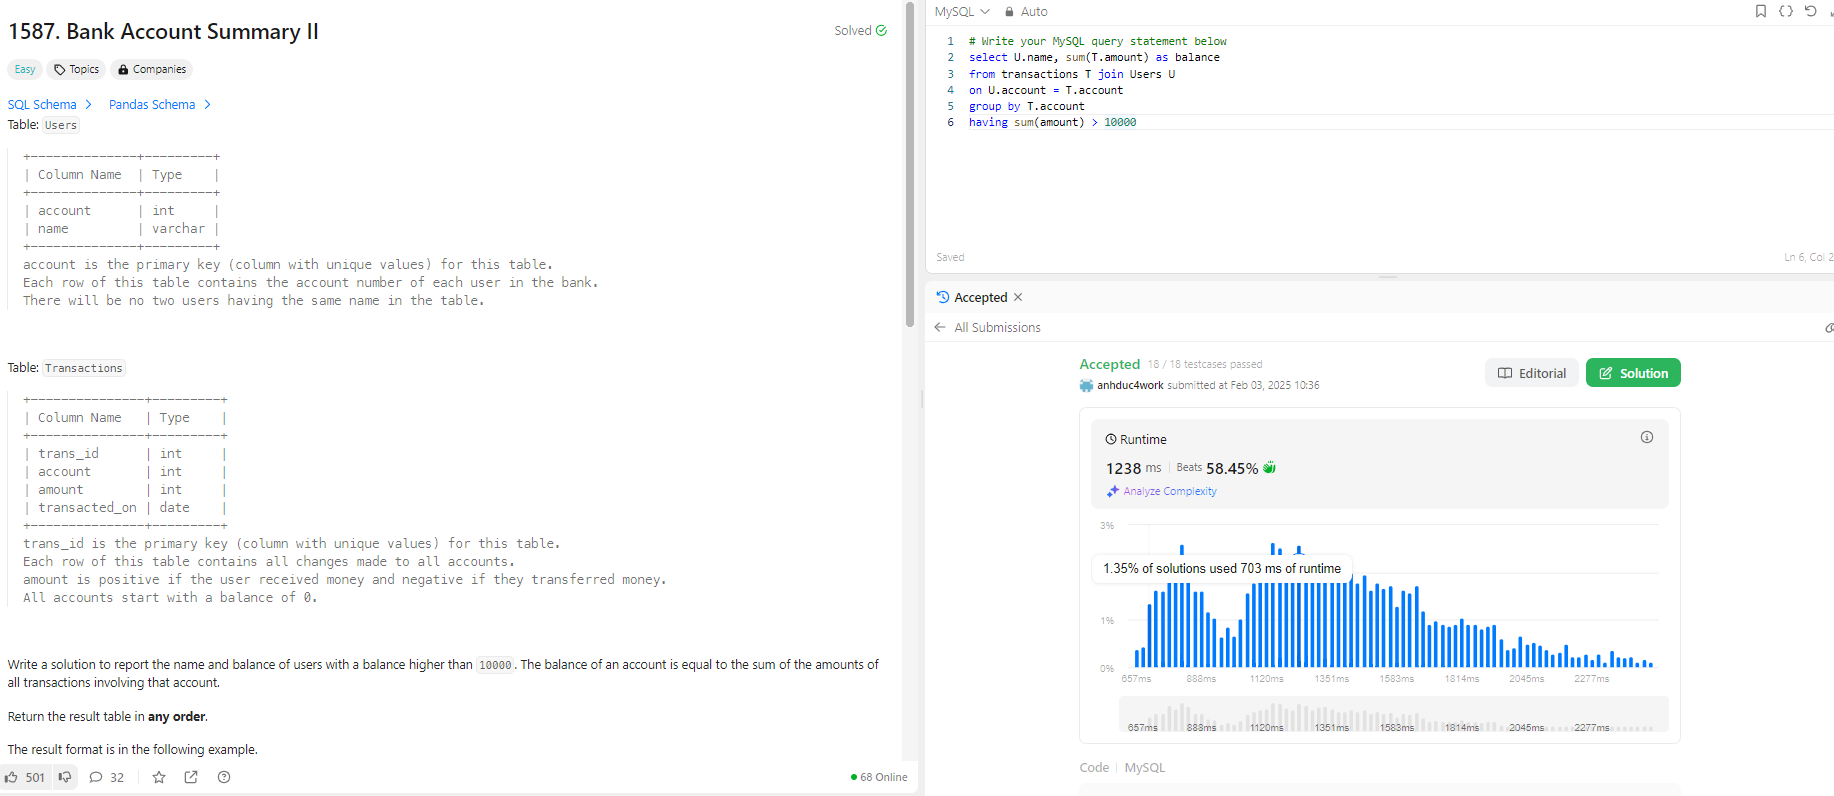 1587. Bank Account Summary II
Solved
Easy
Topics
Companies
SQL Schema
Pandas Schema
Table: Users
+--------------+---------+
| Column Name  | Type    |
+--------------+---------+
| account      | int     |
| name         | varchar |
+--------------+---------+
account is the primary key (column with unique values) for this table.
Each row of this table contains the account number of each user in the bank.
There will be no two users having the same name in the table.
Table: Transactions
+---------------+---------+
| Column Name   | Type    |
+---------------+---------+
| trans_id      | int     |
| account       | int     |
| amount        | int     |
| transacted_on | date    |
+---------------+---------+
trans_id is the primary key (column with unique values) for this table.
Each row of this table contains all changes made to all accounts.
amount is positive if the user received money and negative if they transferred money.
All accounts start with a balance of 0.
Write a solution to report the name and balance of users with a balance higher than 10000. The balance of an account is equal to the sum of the amounts of
all transactions involving that account.
Return the result table in any order.
The result format is in the following example.
501
32
68 Online
MySQL
Auto
1 # Write your MySQL query statement below
2 select U.name, sum(T.amount) as balance
3 from transactions T join Users U
4 on U.account = T.account
5 group by T.account
6 having sum(amount) > 10000
Saved
Ln 6, Col 2
Accepted
All Submissions
Accepted 18 / 18 testcases passed
anhduc4work submitted at Feb 03, 2025 10:36
Editorial
Solution
Runtime
1238 ms | Beats 58.45%
Analyze Complexity
3%
1.35% of solutions used 703 ms of runtime
1%
0%
657ms 888ms 1120ms 1351ms 1583ms 1814ms 2045ms 2277ms
657ms 888ms 1120ms 1351ms 1583ms 1814ms 2045ms 2277ms
Code | MySQL